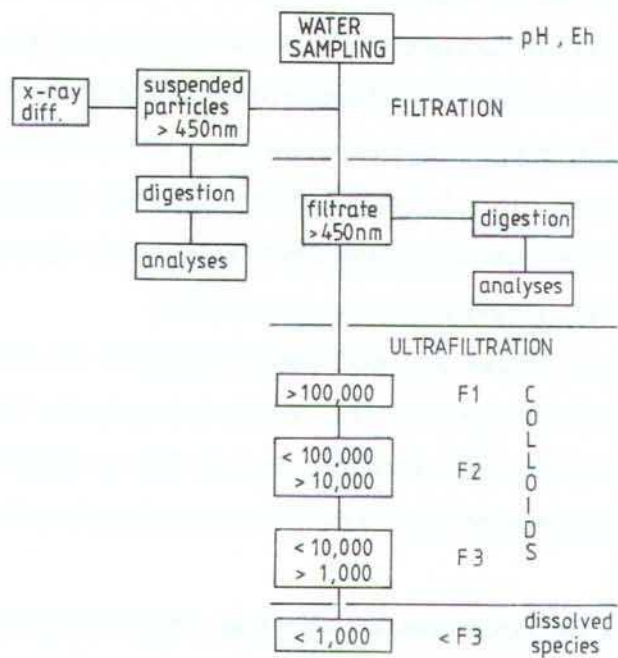 WATER
SAMPLING
pH, Eh
x-ray
diff.
suspended
particles
> 450nm
FILTRATION
digestion
analyses
filtrate
>450nm
digestion
analyses
ULTRAFILTRATION
>100,000
F1
COLLOIDS
< 100,000
> 10,000
F2
< 10,000
> 1,000
F3
< 1,000
< F3
dissolved
species